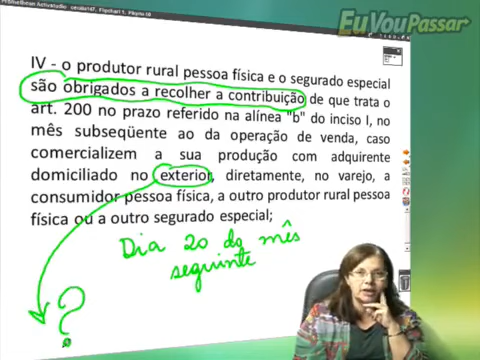 EuVouPassar
IV - o produtor rural pessoa física e o segurado especial
são obrigados a recolher a contribuição de que trata o
art. 200 no prazo referido na alínea "b" do inciso I, no
mês subseqüente ao da operação de venda, caso
comercializem a sua produção com adquirente
domiciliado no exterior, diretamente, no varejo, a
consumidor pessoa física, a outro produtor rural pessoa
física ou a outro segurado especial;
Dia 20 do mês
seguinte
?